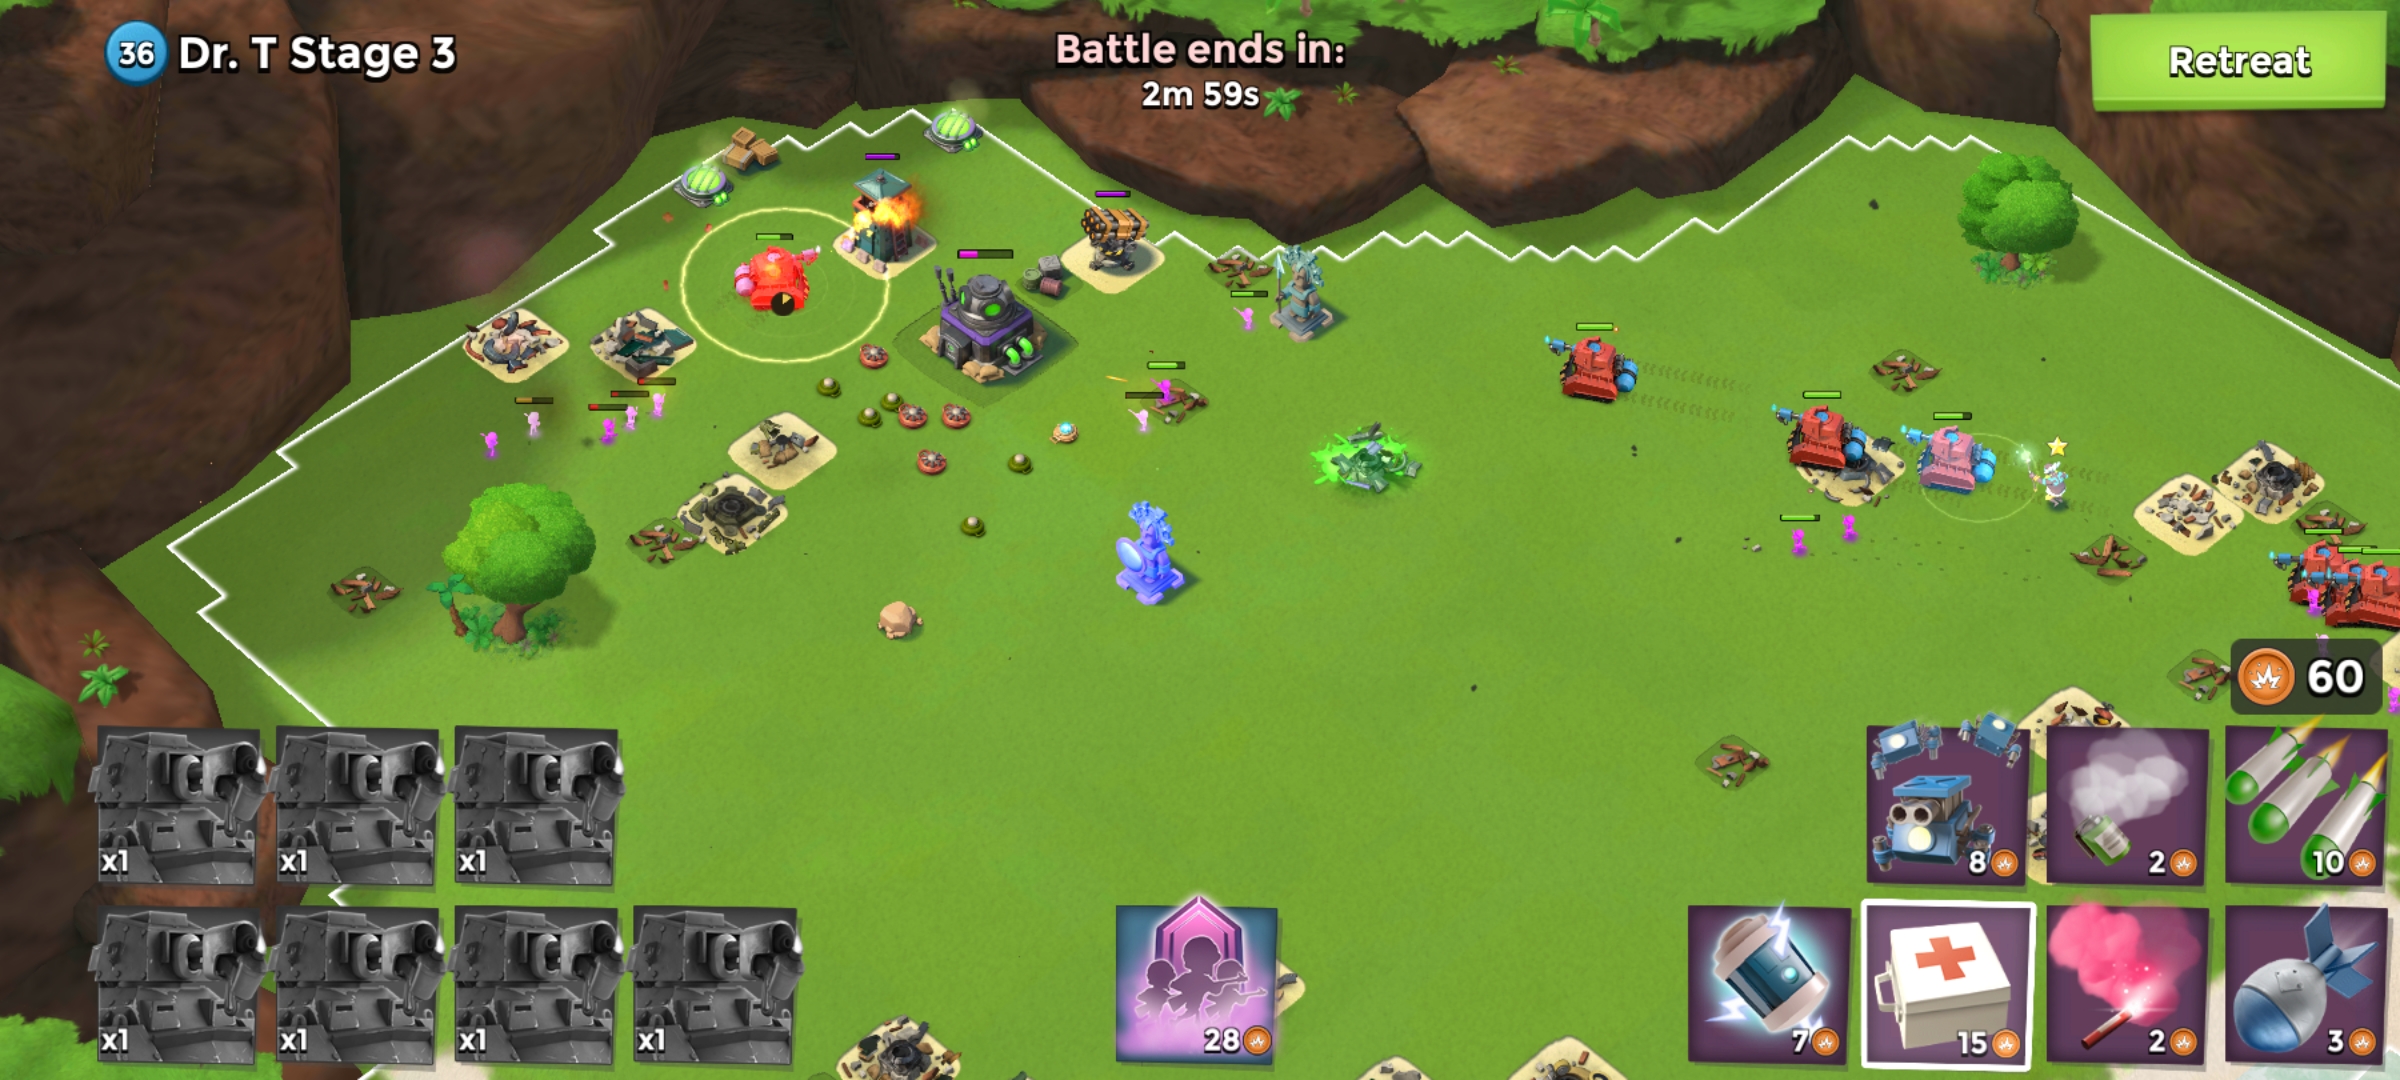 36 Dr. T Stage 3
Battle ends in:
2m 59s
Retreat
60
x1 x1 x1
8 2 10
x1 x1 x1 x1
28
7 15 2 3